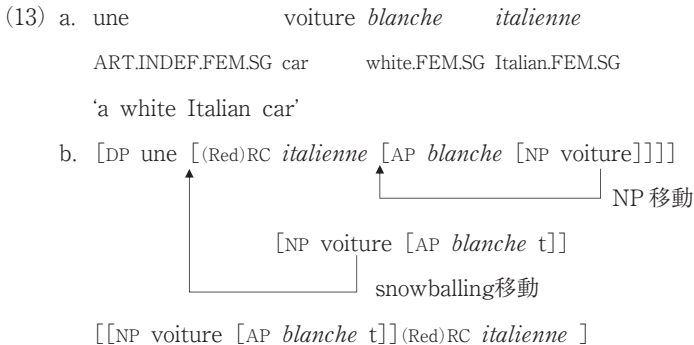 (13) a. une voiture blanche italienne
ART.INDEF.FEM.SG car white.FEM.SG Italian.FEM.SG
‘a white Italian car’
b. [DP une [(Red)RC italienne [AP blanche [NP voiture]]]]
NP 移動
[NP voiture [AP blanche t]]
snowballing移動
[[NP voiture [AP blanche t]](Red)RC italienne ]